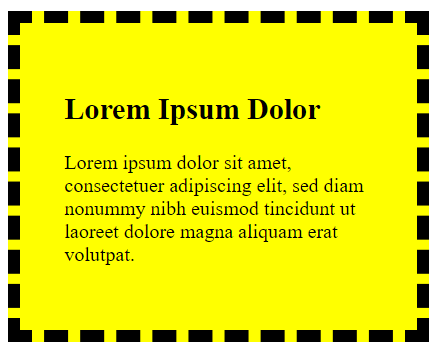 Lorem Ipsum Dolor
Lorem ipsum dolor sit amet,
consectetuer adipiscing elit, sed diam
nonummy nibh euismod tincidunt ut
laoreet dolore magna aliquam erat
volutpat.